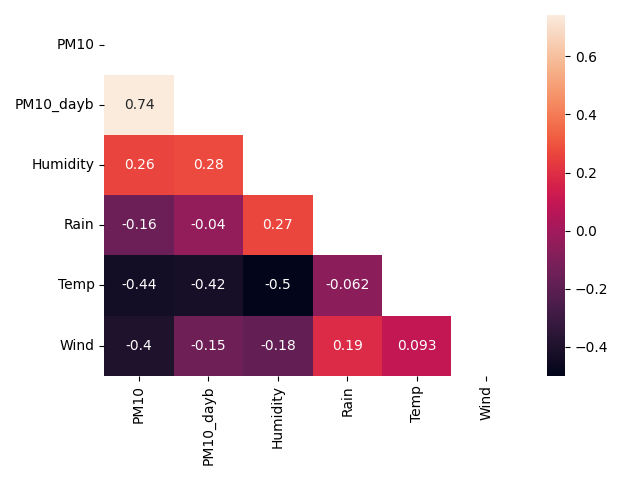 PM10
PM10_dayb 0.74
Humidity 0.26 0.28
Rain -0.16 -0.04 0.27
Temp -0.44 -0.42 -0.5 -0.062
Wind -0.4 -0.15 -0.18 0.19 0.093
PM10 PM10_dayb Humidity Rain Temp Wind
0.6
0.4
0.2
0.0
−0.2
−0.4